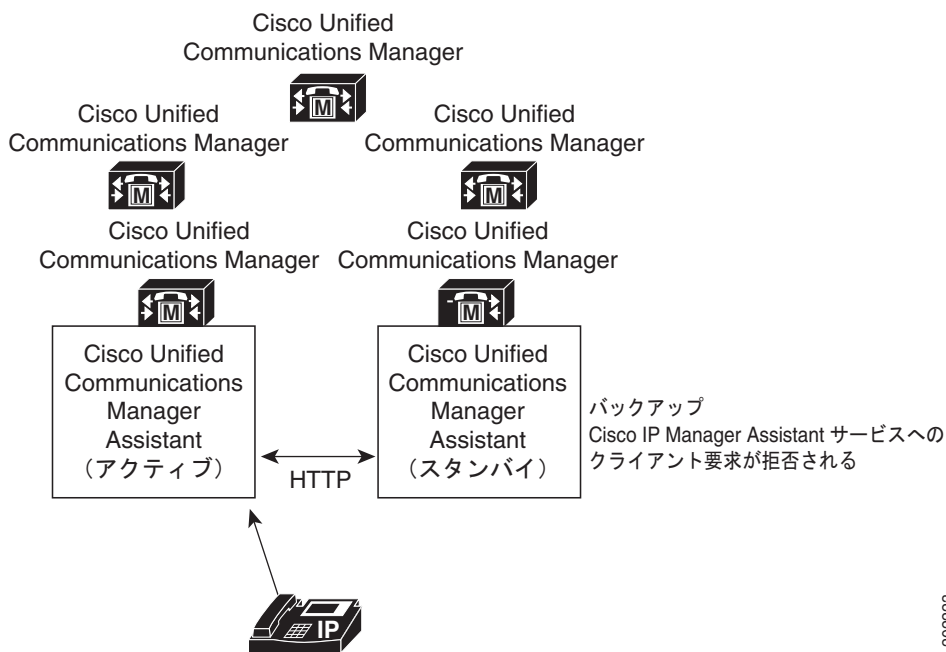 Cisco Unified
Communications Manager
Cisco Unified
Communications Manager
Cisco Unified
Communications Manager
M
M
M
Cisco Unified
Communications Manager
Cisco Unified
Communications Manager
M
M
Cisco Unified
Communications
Manager
Assistant
（アクティブ）
HTTP
Cisco Unified
Communications
Manager
Assistant
（スタンバイ）
バックアップ
Cisco IP Manager Assistant サービスへの
クライアント要求が拒否される
IP